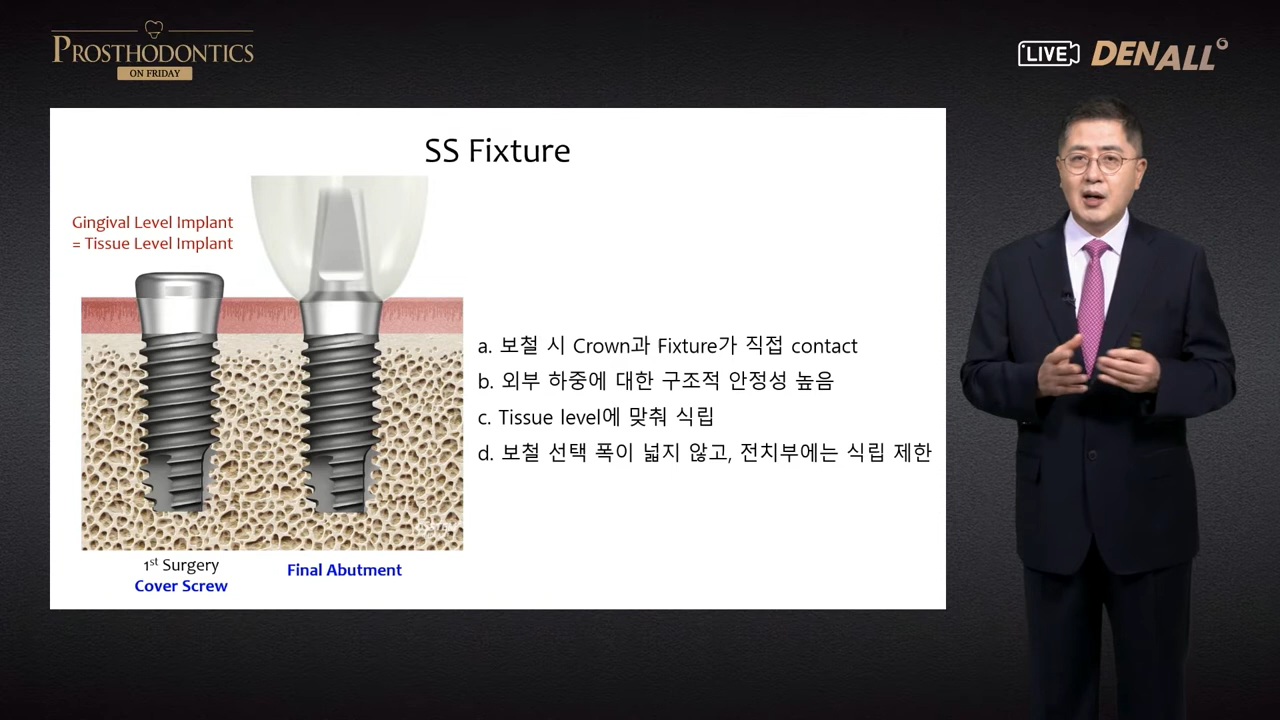 PROSTHODONTICS
ON FRIDAY
LIVE
DENALL
SS Fixture
Gingival Level Implant
= Tissue Level Implant
a. 보철 시 Crown과 Fixture가 직접 contact
b. 외부 하중에 대한 구조적 안정성 높음
c. Tissue level에 맞춰 식립
d. 보철 선택 폭이 넓지 않고, 전치부에는 식립 제한
1st Surgery
Cover Screw
Final Abutment